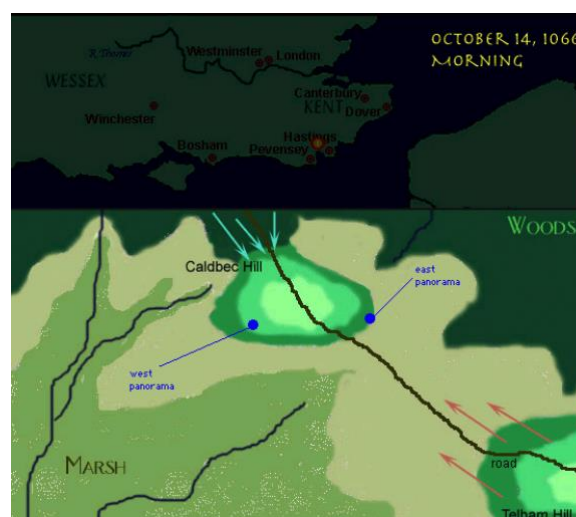 OCTOBER 14, 1066
MORNING
R. Thames
Westminster
London
WESSEX
Canterbury
KENT
Dover
Winchester
Hastings
Bosham
Pevensey
WOODS
Caldbec Hill
east
panorama
west
panorama
MARSH
road
Telham Hill